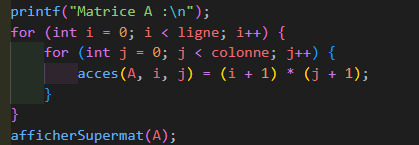 printf("Matrice A :\n");
for (int i = 0; i < ligne; i++) {
    for (int j = 0; j < colonne; j++) {
        acces(A, i, j) = (i + 1) * (j + 1);
    }
}
afficherSupermat(A);